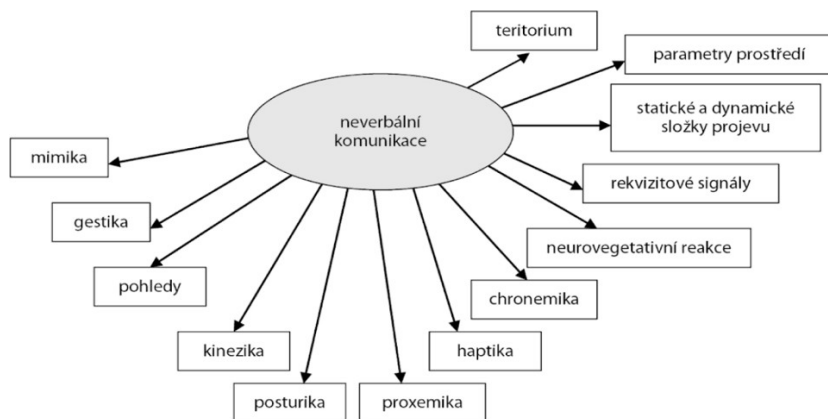 teritorium
parametry prostředí
neverbální
komunikace
statické a dynamické
složky projevu
mimika
rekvizitové signály
gestika
neurovegetativní reakce
pohledy
chronemika
kinezika
haptika
posturika
proxemika